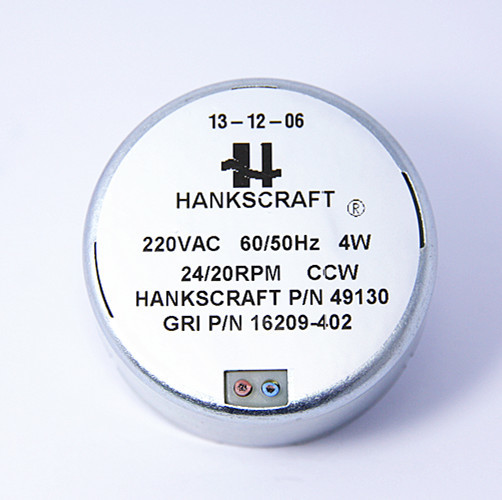 13-12-06
H
HANKSCRAFT ®
220VAC 60/50Hz 4W
24/20RPM CCW
HANKSCRAFT P/N 49130
GRI P/N 16209-402